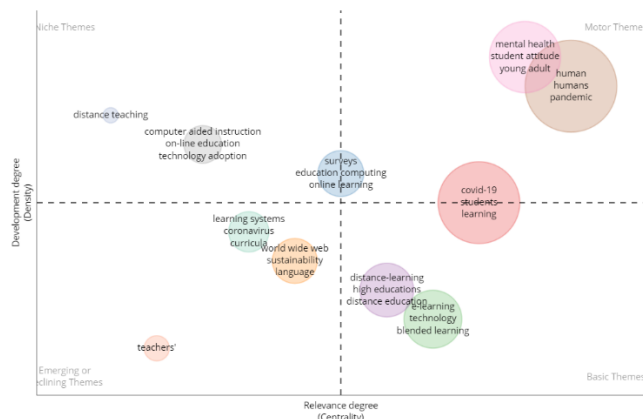 Niche Themes
Motor Theme
mental health
student attitude
young adult
human
humans
pandemic
distance teaching
computer aided instruction
on-line education
technology adoption
surveys
education computing
online learning
covid-19
students
learning
Development degree
(Density)
learning systems
coronavirus
curricula
world wide web
sustainability
language
distance-learning
high educations
distance education
e-learning
technology
blended learning
teachers'
Emerging or
clining Themes
Basic Themes
Relevance degree
(Centrality)